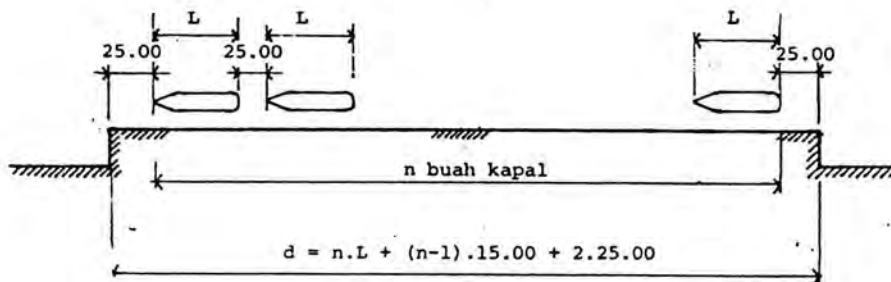 L L L
25.00 25.00 25.00
n buah kapal
d = n.L + (n-1).15.00 + 2.25.00